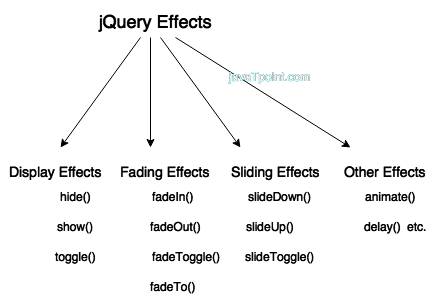 jQuery Effects
javaTpoint.com
Display Effects
hide()
show()
toggle()
Fading Effects
fadeIn()
fadeOut()
fadeToggle()
fadeTo()
Sliding Effects
slideDown()
slideUp()
slideToggle()
Other Effects
animate()
delay() etc.